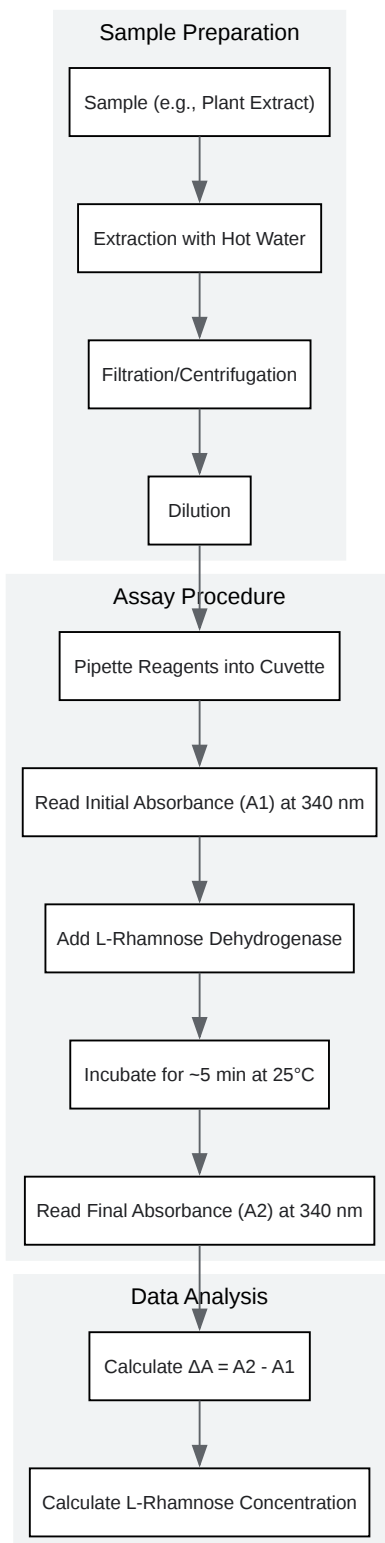 Sample Preparation
Sample (e.g., Plant Extract)
Extraction with Hot Water
Filtration/Centrifugation
Dilution
Assay Procedure
Pipette Reagents into Cuvette
Read Initial Absorbance (A1) at 340 nm
Add L-Rhamnose Dehydrogenase
Incubate for ~5 min at 25°C
Read Final Absorbance (A2) at 340 nm
Data Analysis
Calculate ΔA = A2 - A1
Calculate L-Rhamnose Concentration